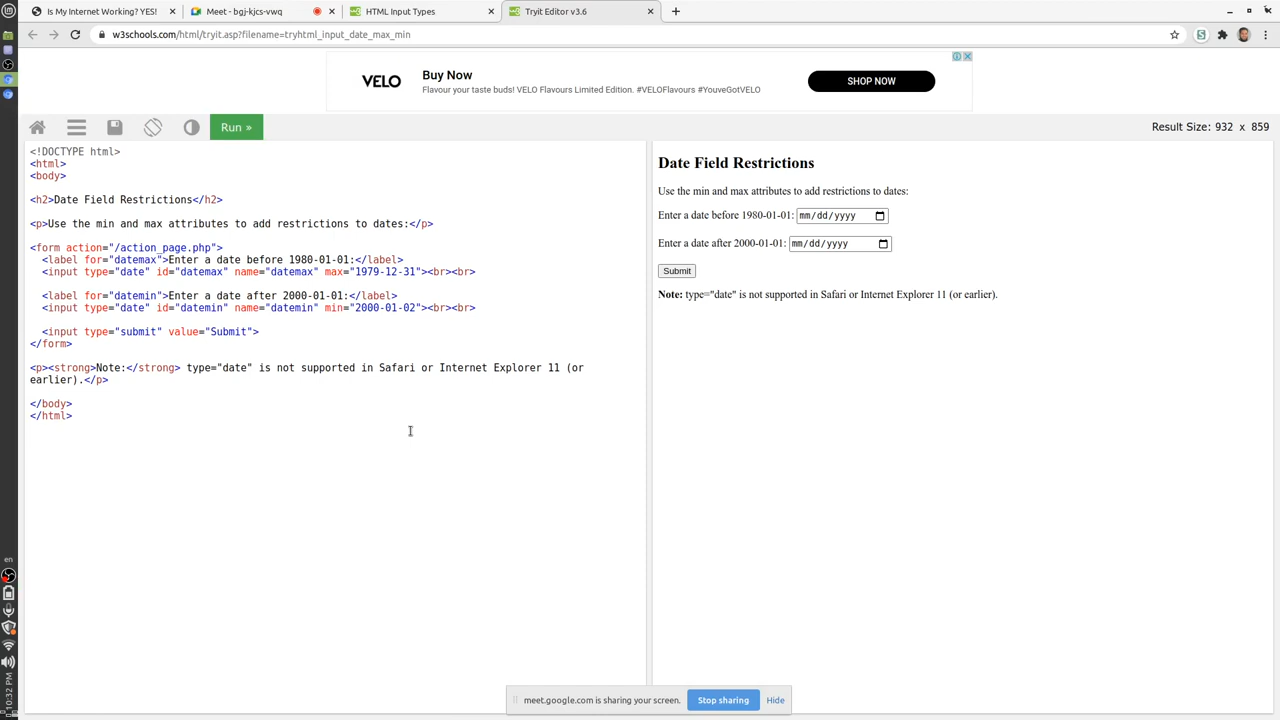 Is My Internet Working? YES!
Meet - bgj-kjcs-vwq
HTML Input Types
Tryit Editor v3.6
w3schools.com/html/tryit.asp?filename=tryhtml_input_date_max_min
VELO
Buy Now
Flavour your taste buds! VELO Flavours Limited Edition. #VELOFlavours #YouveGotVELO
SHOP NOW
Run »
Result Size: 932 x 859
<!DOCTYPE html>
<html>
<body>
<h2>Date Field Restrictions</h2>
<p>Use the min and max attributes to add restrictions to dates:</p>
<form action="/action_page.php">
<label for="datemax">Enter a date before 1980-01-01:</label>
<input type="date" id="datemax" name="datemax" max="1979-12-31"><br><br>
<label for="datemin">Enter a date after 2000-01-01:</label>
<input type="date" id="datemin" name="datemin" min="2000-01-02"><br><br>
<input type="submit" value="Submit">
</form>
<p><strong>Note:</strong> type="date" is not supported in Safari or Internet Explorer 11 (or
earlier).</p>
</body>
</html>
Date Field Restrictions
Use the min and max attributes to add restrictions to dates:
Enter a date before 1980-01-01: mm/dd/yyyy
Enter a date after 2000-01-01: mm/dd/yyyy
Submit
Note: type="date" is not supported in Safari or Internet Explorer 11 (or earlier).
en
10:32 PM
meet.google.com is sharing your screen.
Stop sharing
Hide